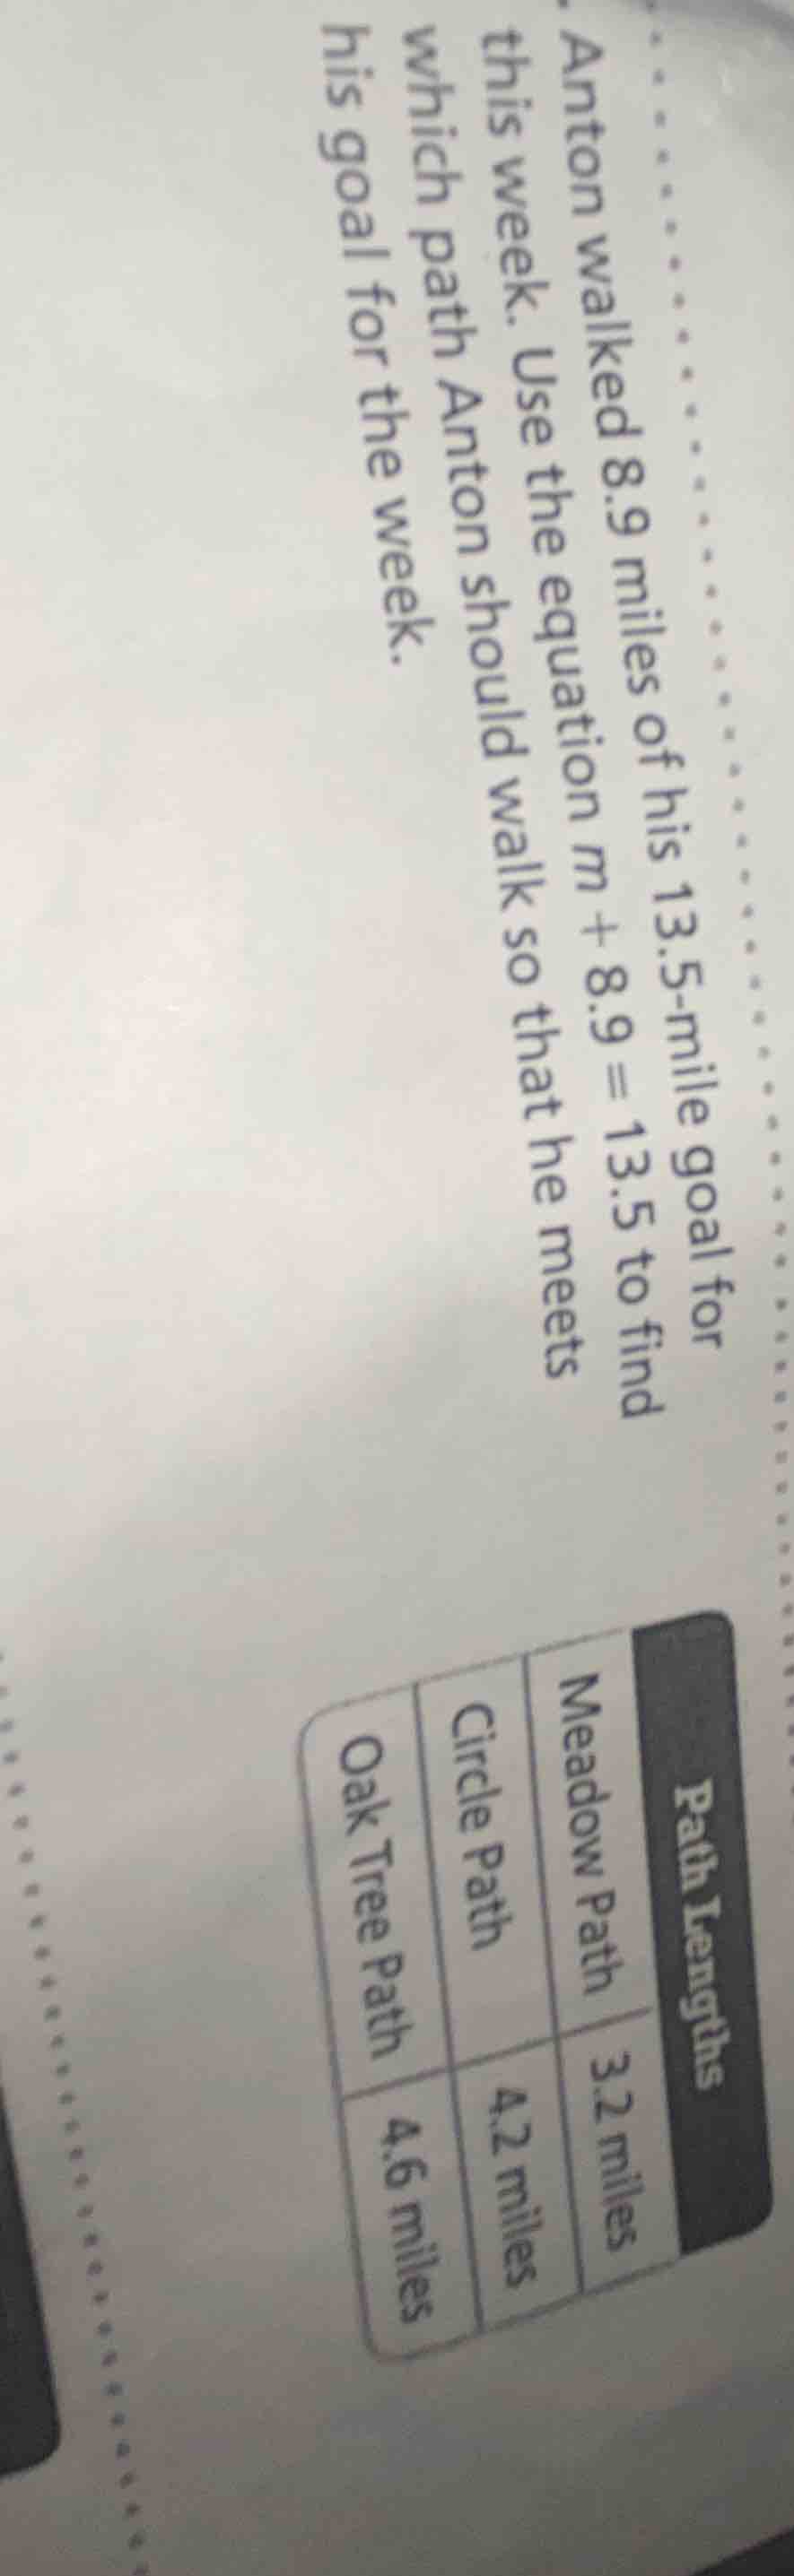 . Anton walked 8.9 miles of his 13.5-mile goal for
this week. Use the equation m + 8.9 = 13.5 to find
which path Anton should walk so that he meets
his goal for the week.
Path Lengths
Meadow Path 3.2 miles
Circle Path 4.2 miles
Oak Tree Path 4.6 miles